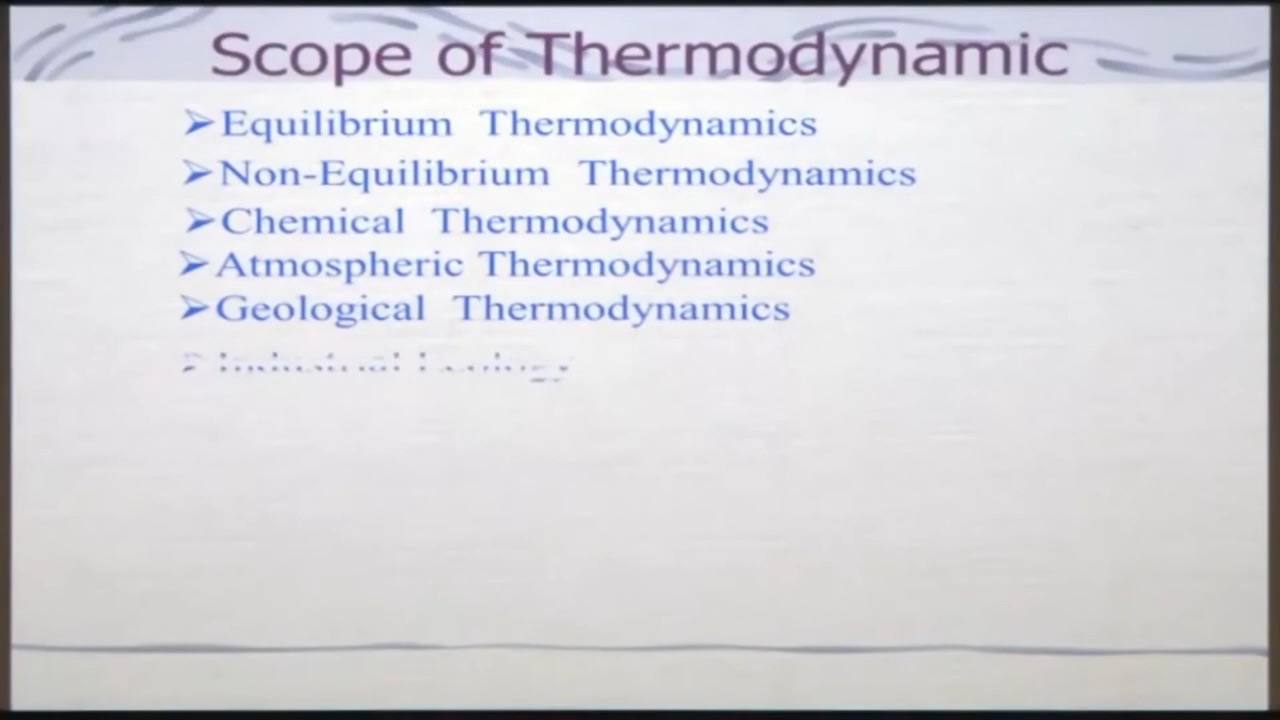 Scope of Thermodynamic
➢Equilibrium Thermodynamics
➢Non-Equilibrium Thermodynamics
➢Chemical Thermodynamics
➢Atmospheric Thermodynamics
➢Geological Thermodynamics